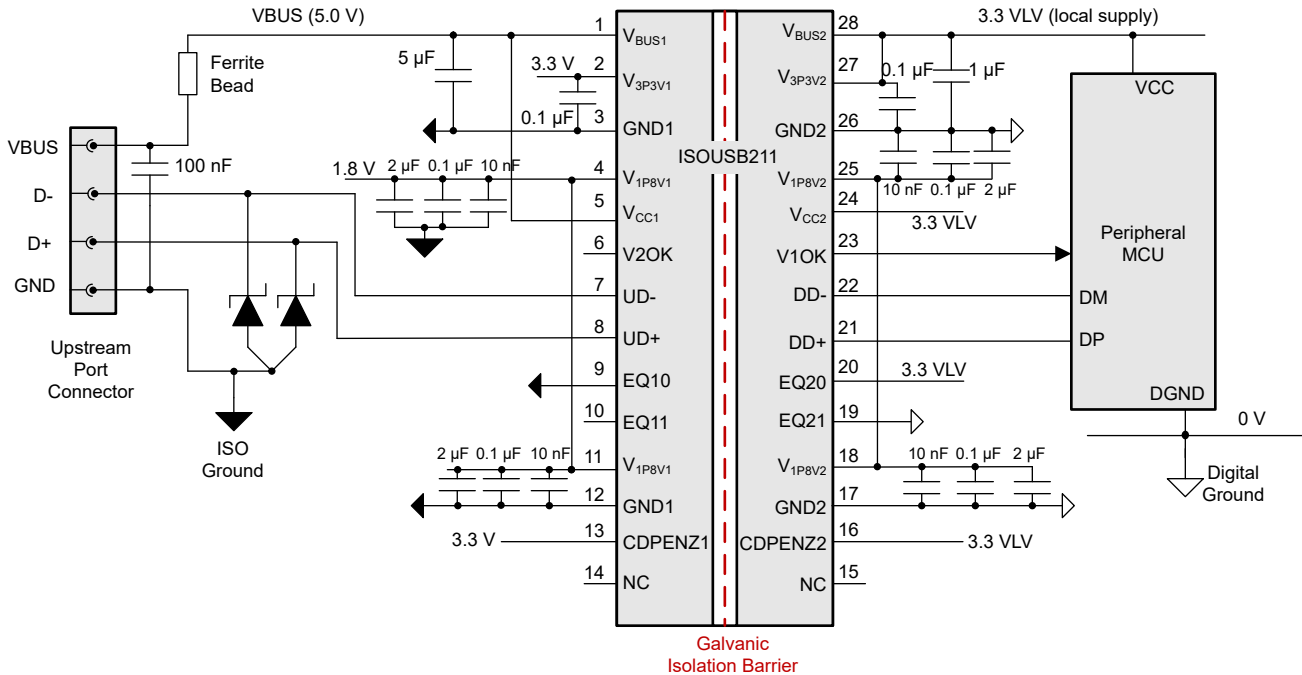 VBUS (5.0 V)
3.3 VLV (local supply)
Ferrite
Bead
5 µF
3.3 V
0.1 µF
100 nF
VBUS
D-
D+
GND
Upstream
Port
Connector
ISO
Ground
1.8 V
2 µF 0.1 µF 10 nF
2 µF 0.1 µF 10 nF
3.3 V
1 VBUS1
2 V3P3V1
3 GND1
4 V1P8V1
5 VCC1
6 V2OK
7 UD-
8 UD+
9 EQ10
10 EQ11
11 V1P8V1
12 GND1
13 CDPENZ1
14 NC
ISOUSB211
VBUS2 28
V3P3V2 27
GND2 26
V1P8V2 25
VCC2 24
V1OK 23
DD- 22
DD+ 21
EQ20 20
EQ21 19
V1P8V2 18
GND2 17
CDPENZ2 16
NC 15
0.1 µF 1 µF
10 nF 0.1 µF 2 µF
3.3 VLV
3.3 VLV
10 nF 0.1 µF 2 µF
3.3 VLV
VCC
Peripheral
MCU
DM
DP
DGND
0 V
Digital
Ground
Galvanic
Isolation Barrier